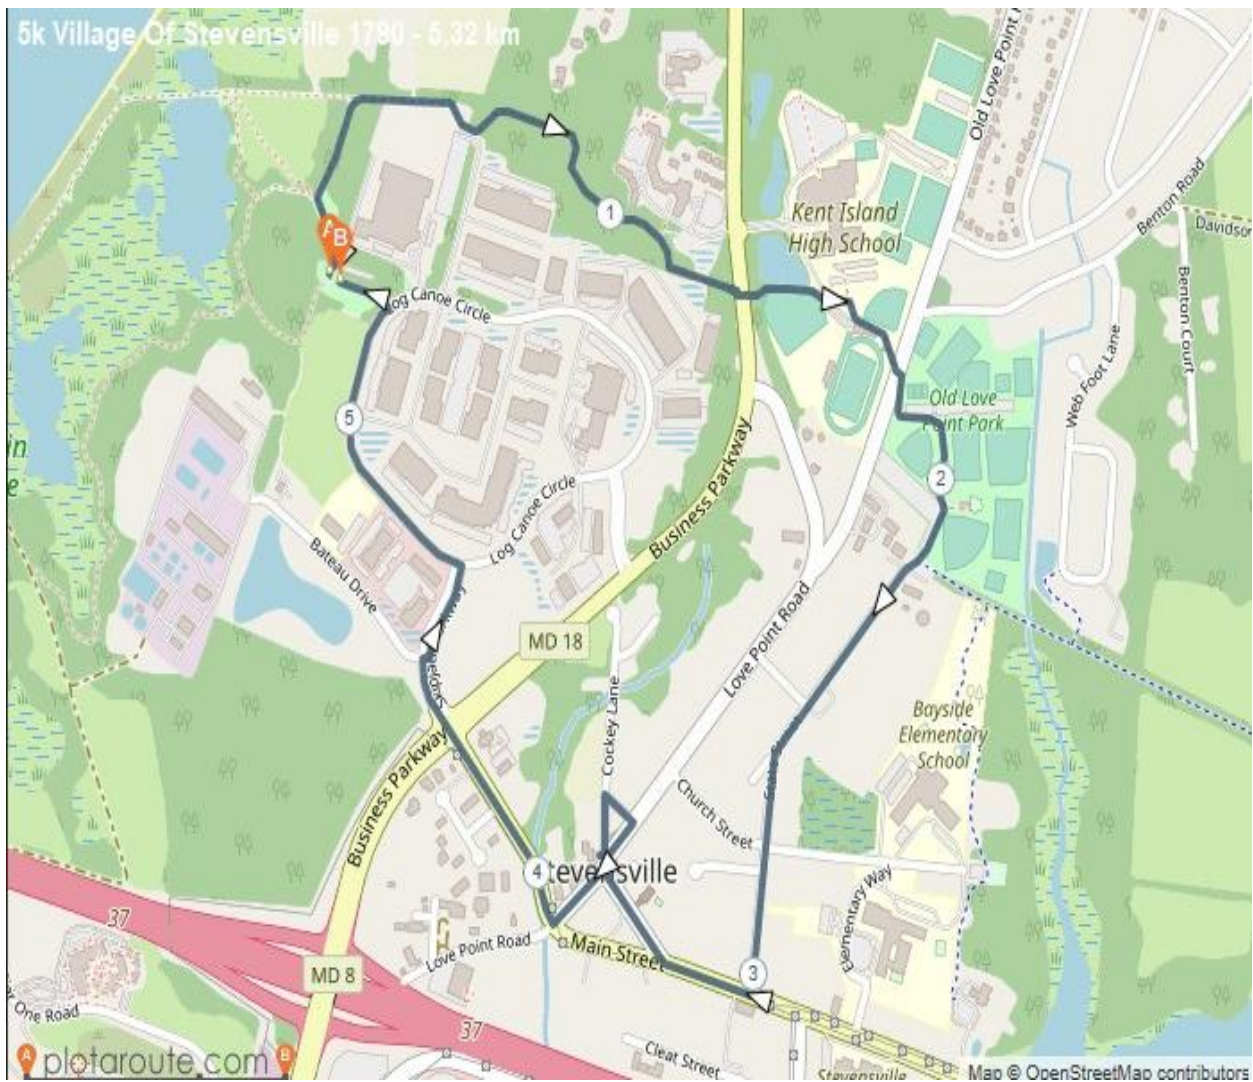 5k Village Of Stevensville 1780 - 5.32 km
Old Love Point
Benton Road
Davidson
Kent Island
High School
1
B
Log Canoe Circle
Benton Court
Web Foot Lane
Old Love
Point Park
5
2
Log Canoe Circle
Business Parkway
Bateau Drive
MD 18
Love Point Road
Cockey Lane
Bayside
Elementary
School
Business Parkway
Church Street
4
Stevensville
Elementary Way
37
Love Point Road
Main Street
3
MD 8
37
One Road
Cleat Street
Stevensville
A
plotaroute.com
B
Map © OpenStreetMap contributors